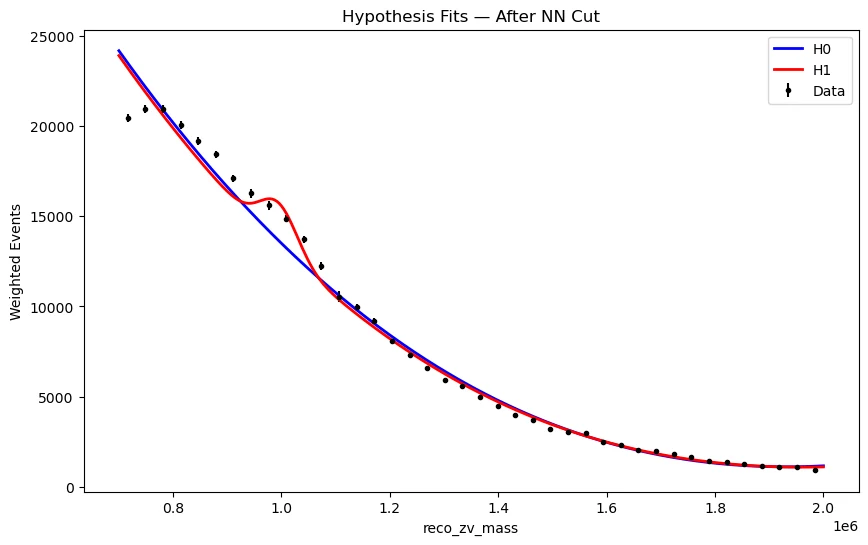 Hypothesis Fits — After NN Cut
H0
H1
Data
Weighted Events
25000
20000
15000
10000
5000
0
0.8
1.0
1.2
1.4
1.6
1.8
2.0
1e6
reco_zv_mass